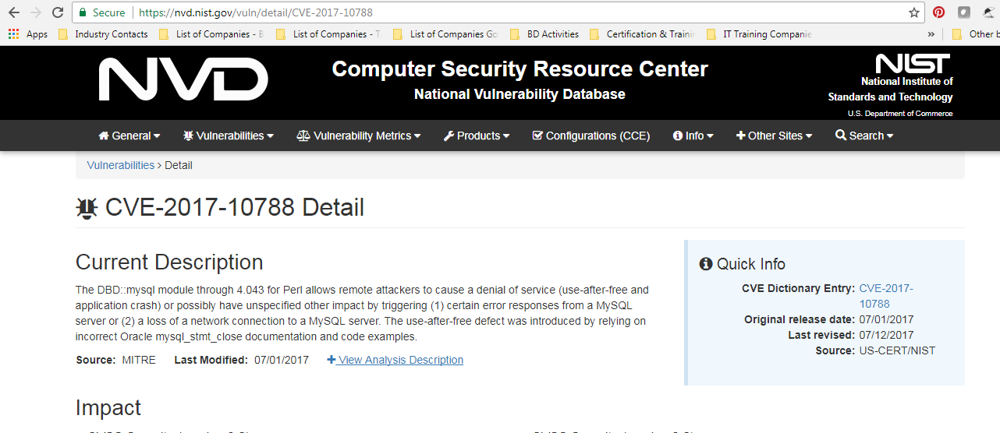 Secure https://nvd.nist.gov/vuln/detail/CVE-2017-10788
Apps Industry Contacts List of Companies - List of Companies - List of Companies Go BD Activities Certification & IT Training Other
NVD
Computer Security Resource Center
National Vulnerability Database
NIST
National Institute of
Standards and Technology
U.S. Department of Commerce
General Vulnerabilities Vulnerability Metrics Products Configurations (CCE) Info Other Sites Search
Vulnerabilities > Detail
CVE-2017-10788 Detail
Current Description
The DBD::mysql module through 4.043 for Perl allows remote attackers to cause a denial of service (use-after-free and
application crash) or possibly have unspecified other impact by triggering (1) certain error responses from a MySQL
server or (2) a loss of a network connection to a MySQL server. The use-after-free defect was introduced by relying on
incorrect Oracle mysql_stmt_close documentation and code examples.
Source: MITRE Last Modified: 07/01/2017 View Analysis Description
Quick Info
CVE Dictionary Entry: CVE-2017-
10788
Original release date: 07/01/2017
Last revised: 07/12/2017
Source: US-CERT/NIST
Impact